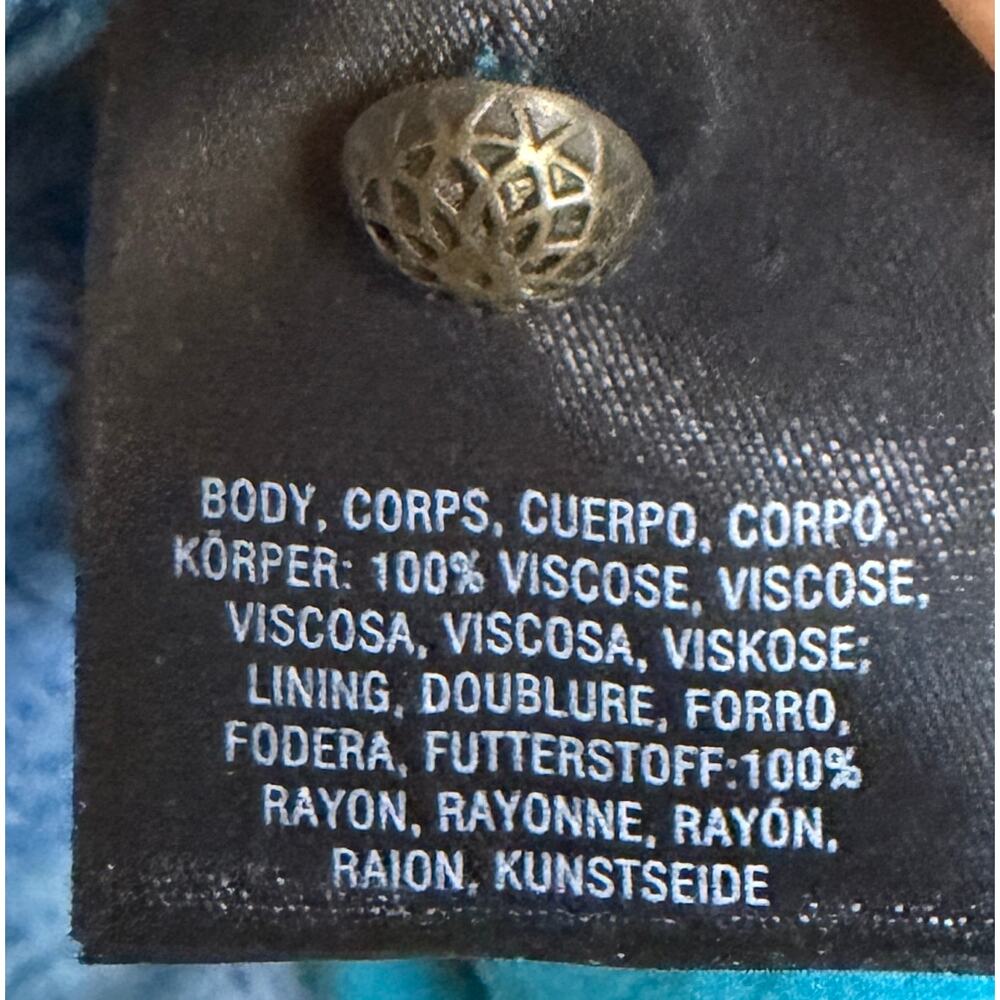 BODY, CORPS, CUERPO, CORPO,
KÖRPER: 100% VISCOSE, VISCOSE,
VISCOSA, VISCOSA, VISKOSE;
LINING, DOUBLURE, FORRO,
FODERA, FUTTERSTOFF:100%
RAYON, RAYONNE, RAYÓN,
RAION, KUNSTSEIDE